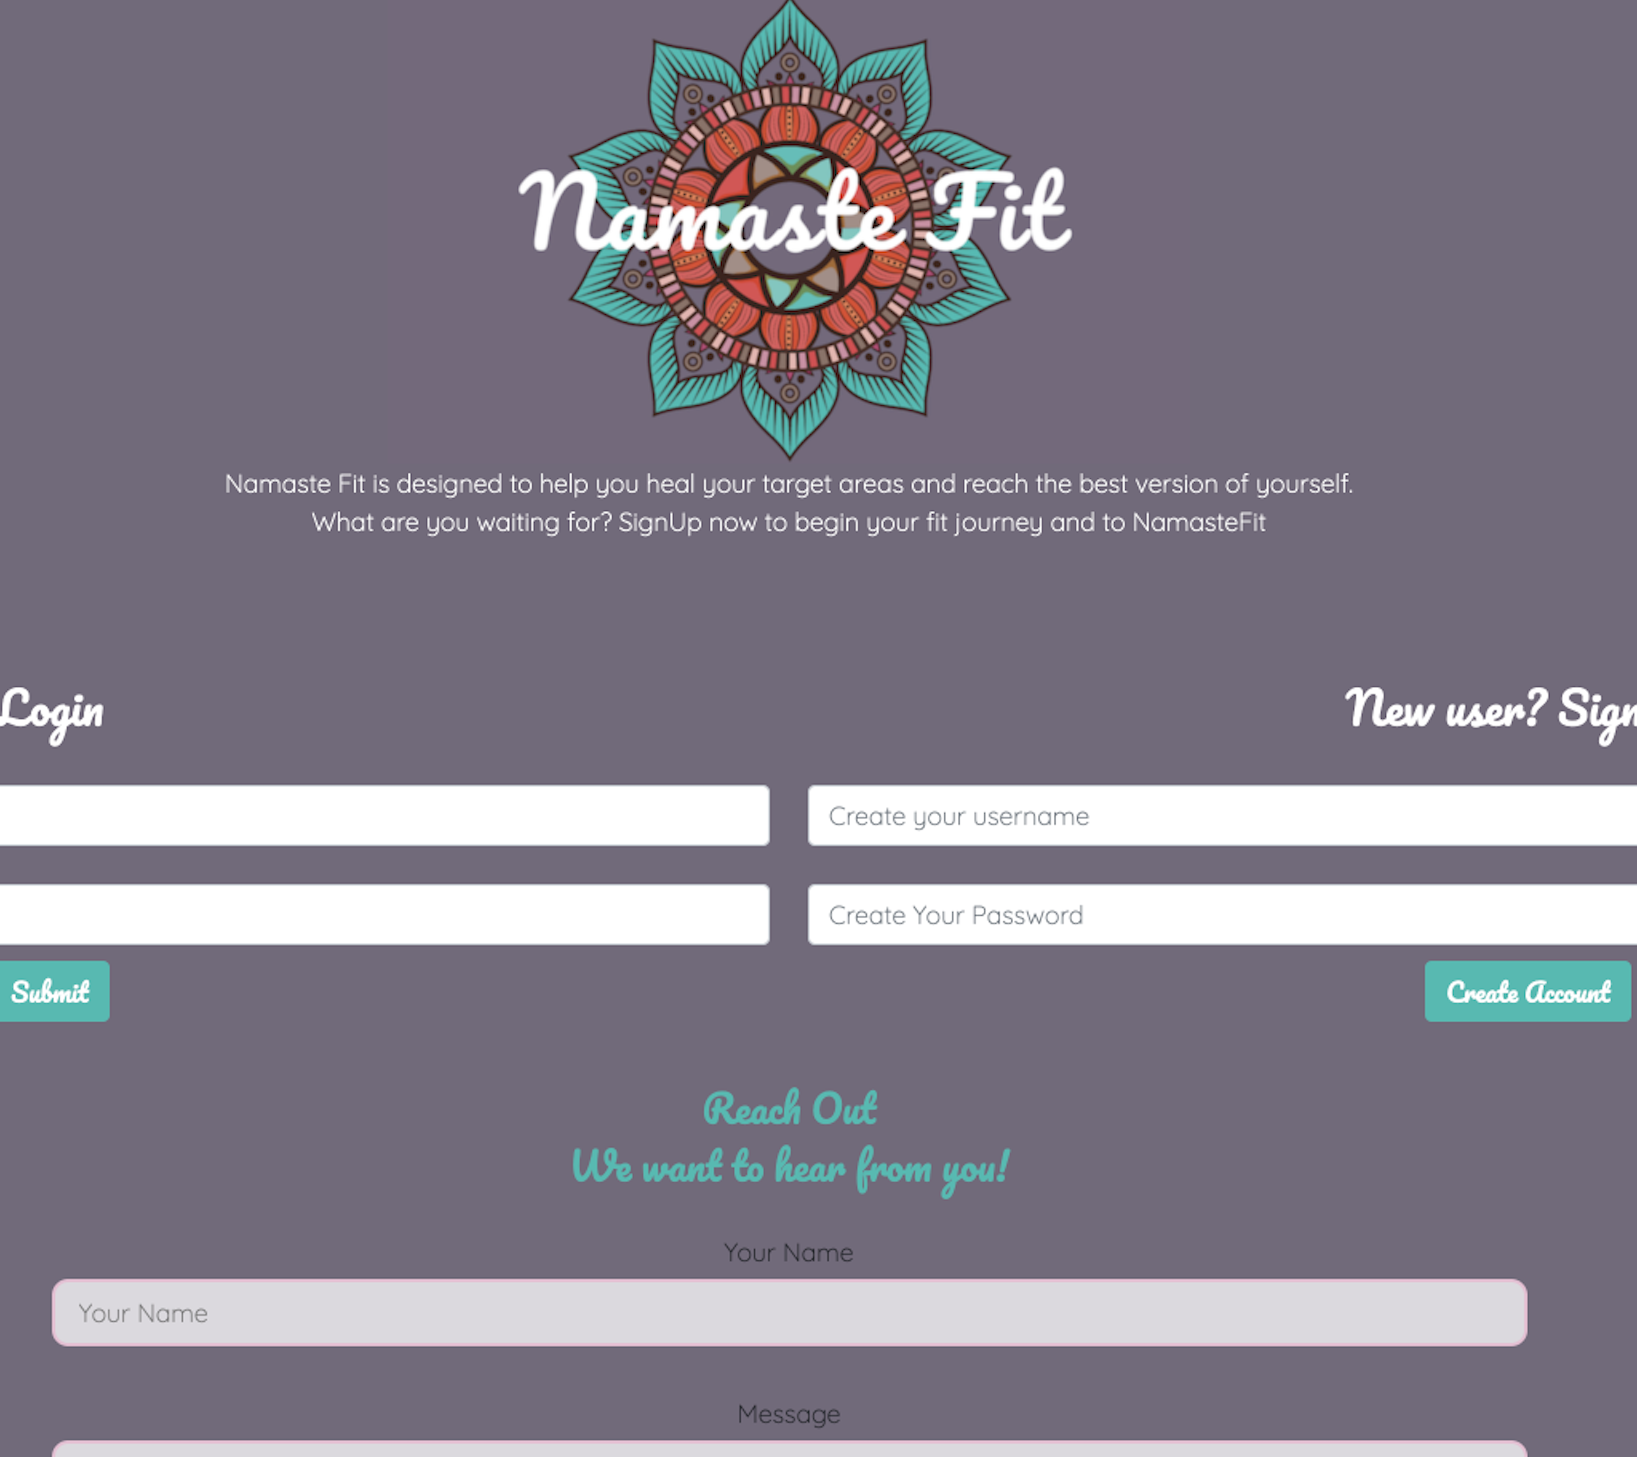 Namaste Fit
Namaste Fit is designed to help you heal your target areas and reach the best version of yourself.
What are you waiting for? SignUp now to begin your fit journey and to NamasteFit
Login
New user? Sign
Create your username
Create Your Password
Submit
Create Account
Reach Out
We want to hear from you!
Your Name
Your Name
Message